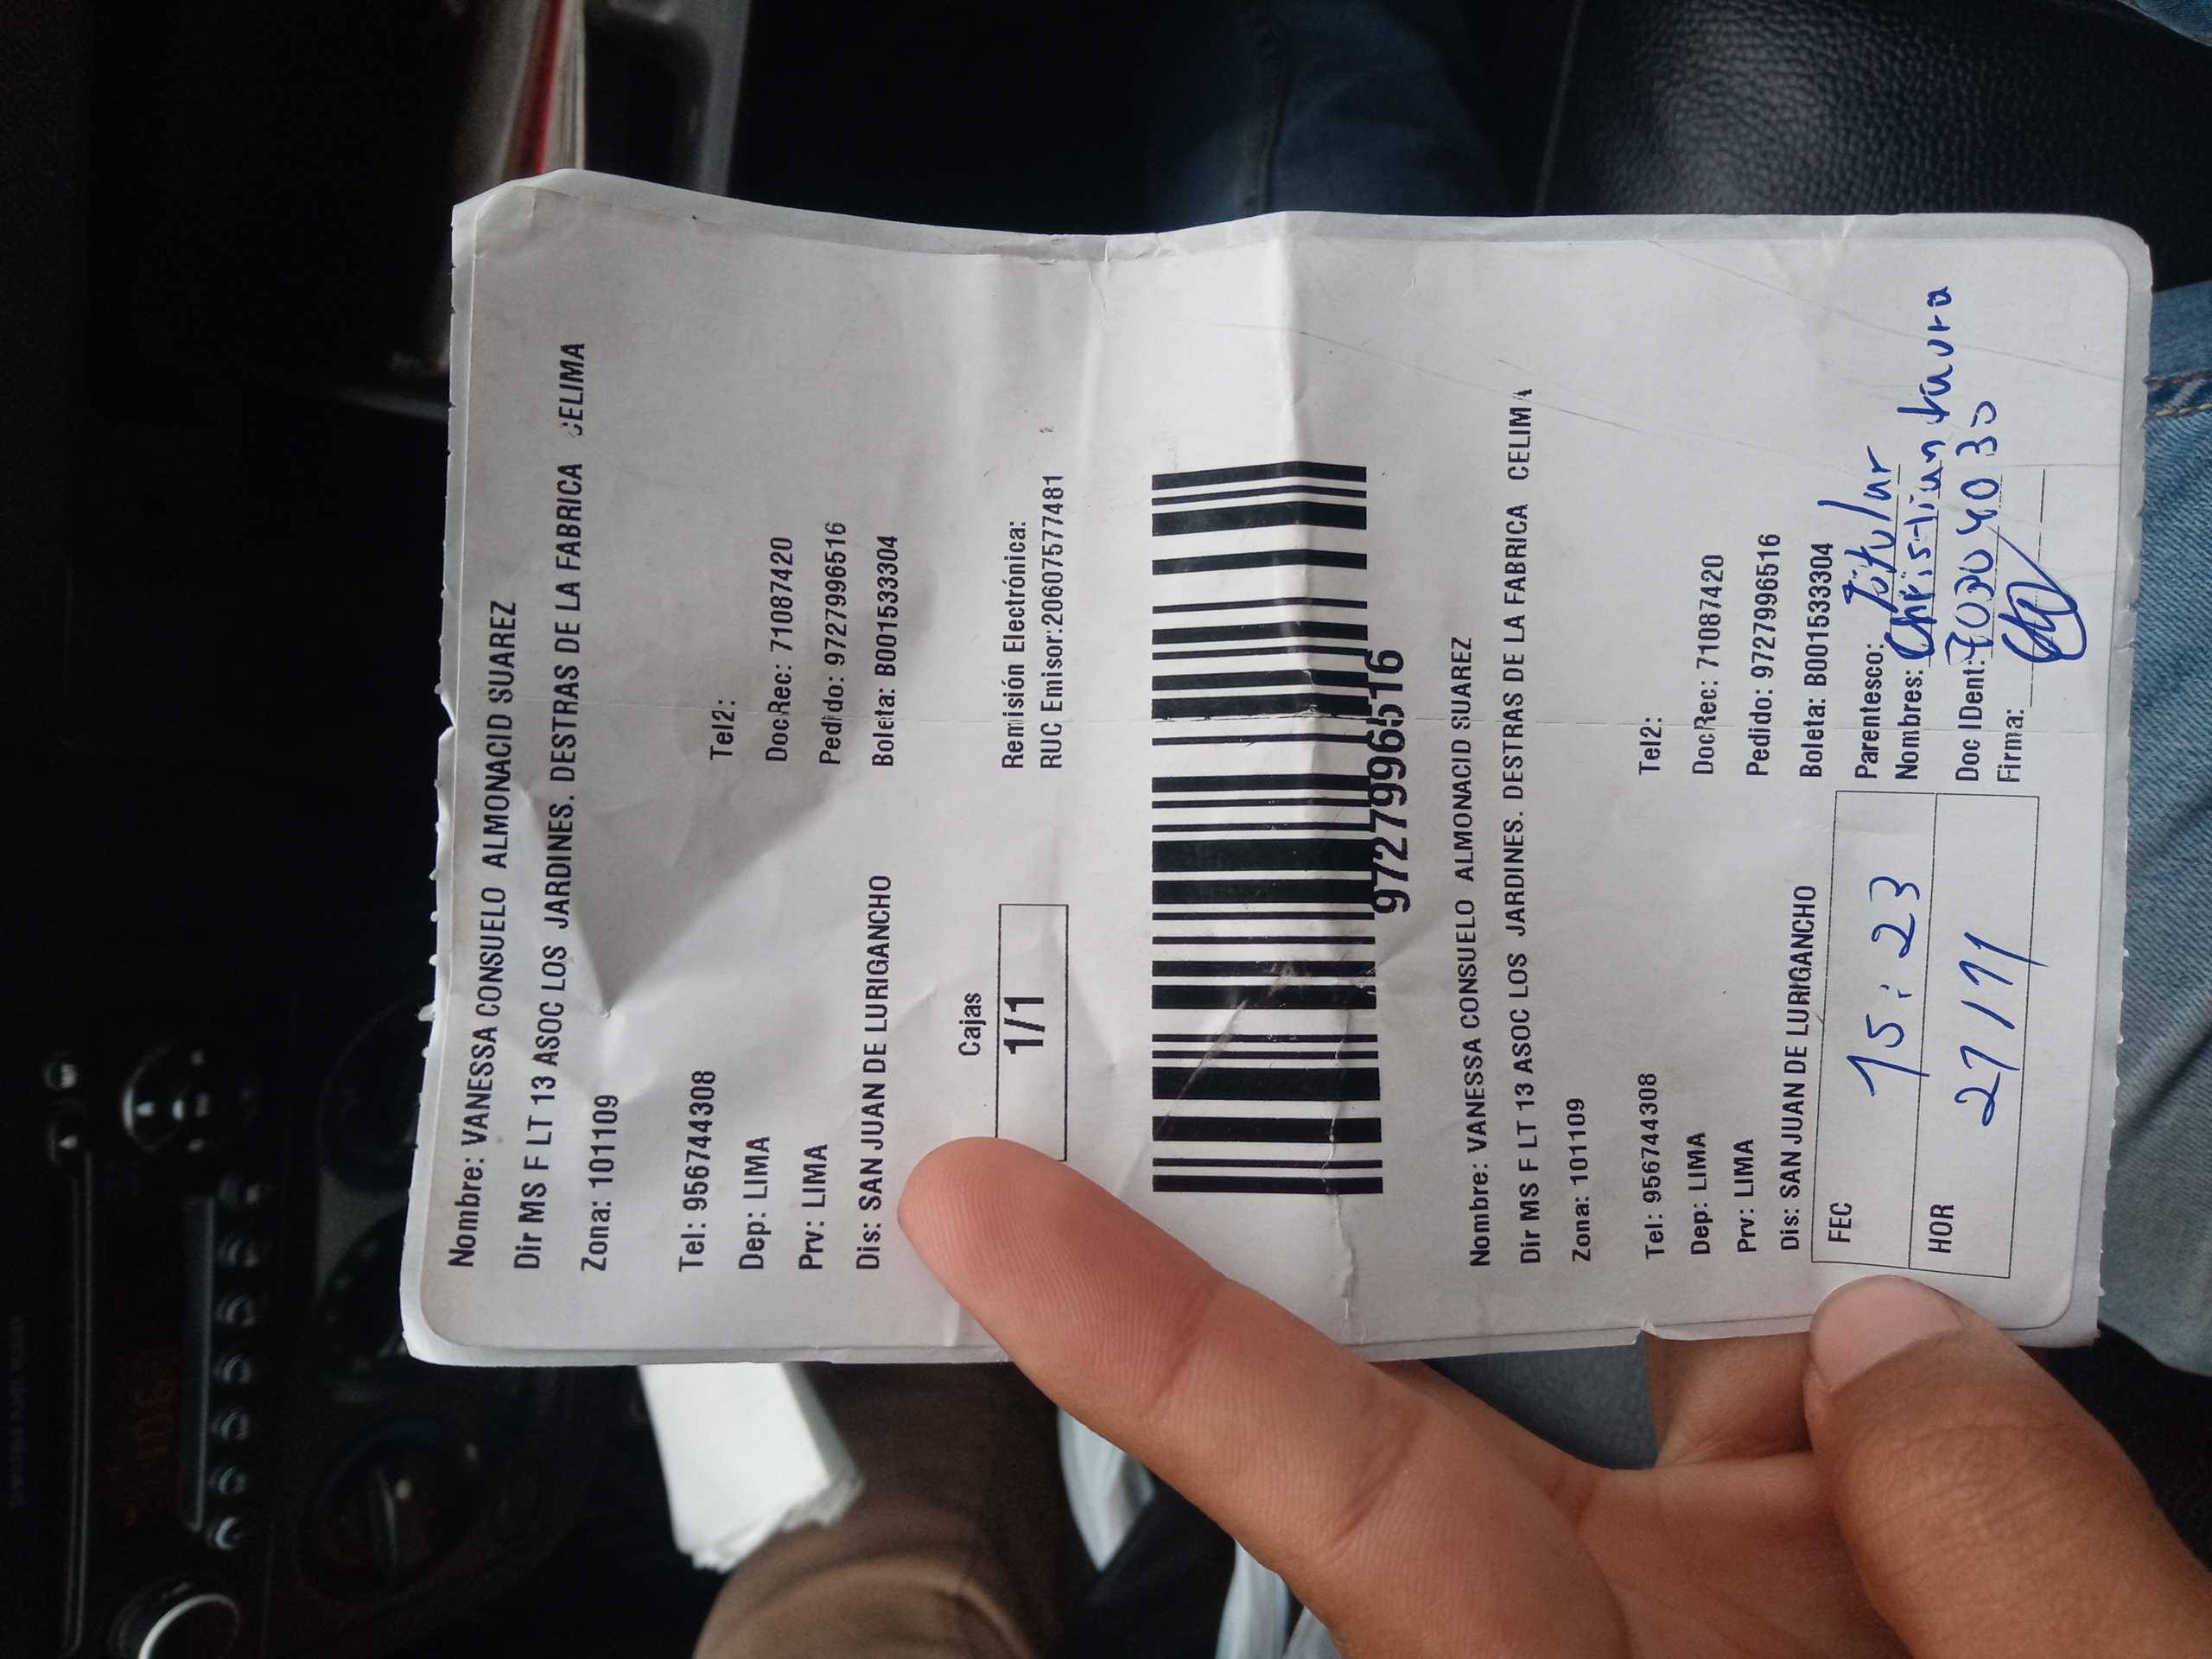 Nombre: VANESSA CONSUELO ALMONACID SUAREZ
Dir MS F LT 13 ASOC LOS JARDINES. DESTRAS DE LA FABRICA CELIMA
Zona: 101109
Tel: 956744308
Tel2:
Dep: LIMA
DocRec: 71087420
Prv: LIMA
Pedido: 9727996516
Dis: SAN JUAN DE LURIGANCHO
Boleta: B001533304
Cajas
1/1
Remisión Electrónica:
RUC Emisor:20607577481
9727996516
Nombre: VANESSA CONSUELO ALMONACID SUAREZ
Dir MS F LT 13 ASOC LOS JARDINES. DESTRAS DE LA FABRICA CELIMA
Zona: 101109
Tel: 956744308
Tel2:
Dep: LIMA
DocRec: 71087420
Prv: LIMA
Pedido: 9727996516
Dis: SAN JUAN DE LURIGANCHO
Boleta: B001533304
FEC 15:23
Parentesco: Titular
Nombres: Christian tavara
HOR 27/11
Doc IDent:
Firma: